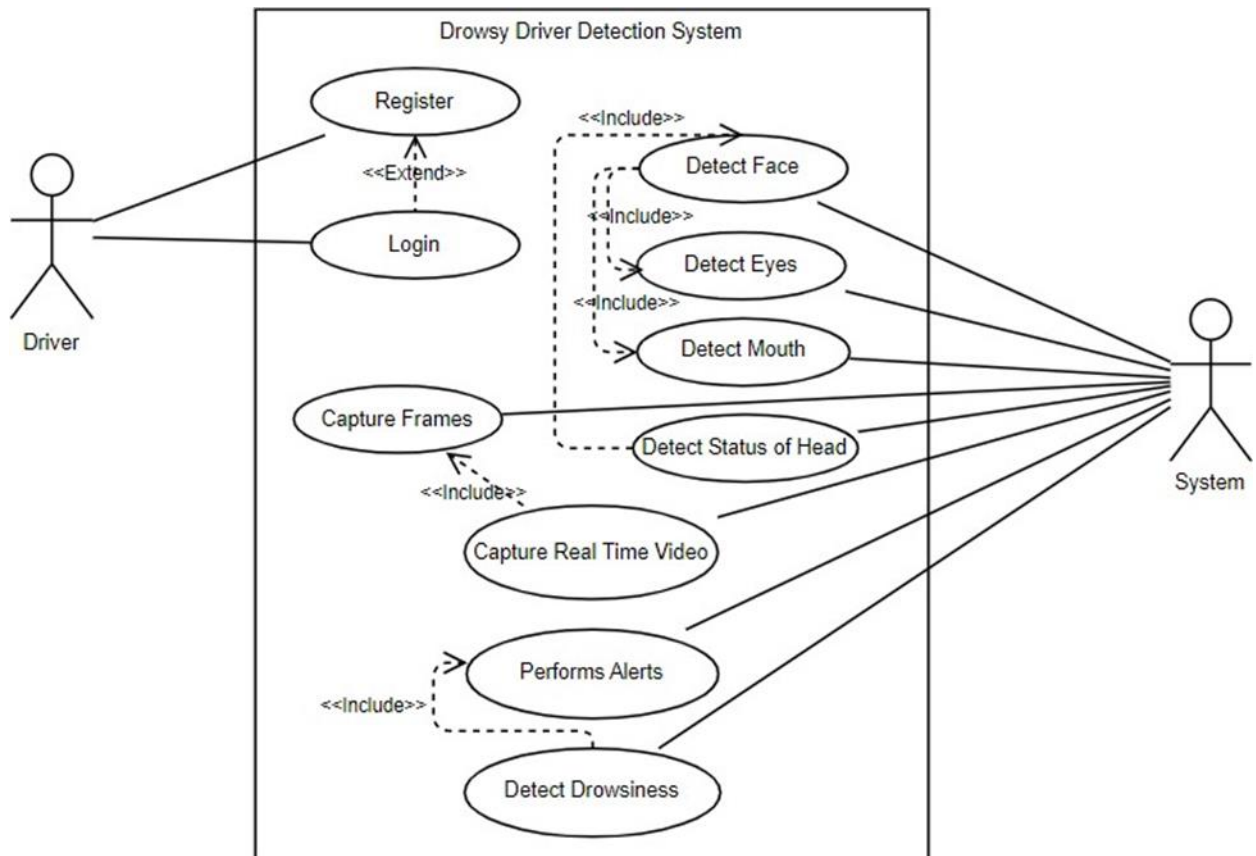 Drowsy Driver Detection System
Register
<<Include>>
Detect Face
<<Extend>>
<<Include>>
Login
Detect Eyes
<<Include>>
Driver
Detect Mouth
Capture Frames
Detect Status of Head
System
<<Include>>
Capture Real Time Video
Performs Alerts
<<Include>>
Detect Drowsiness